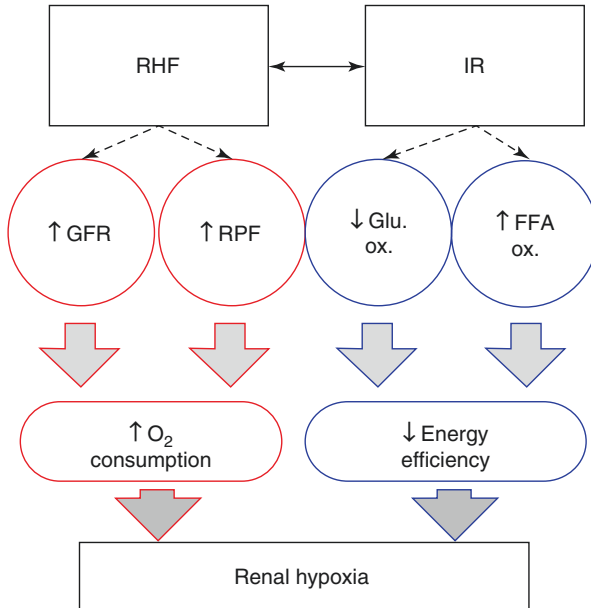 RHF
IR
↑GFR
↑RPF
↓Glu.
ox.
↑FFA
ox.
↑O₂
consumption
↓Energy
efficiency
Renal hypoxia